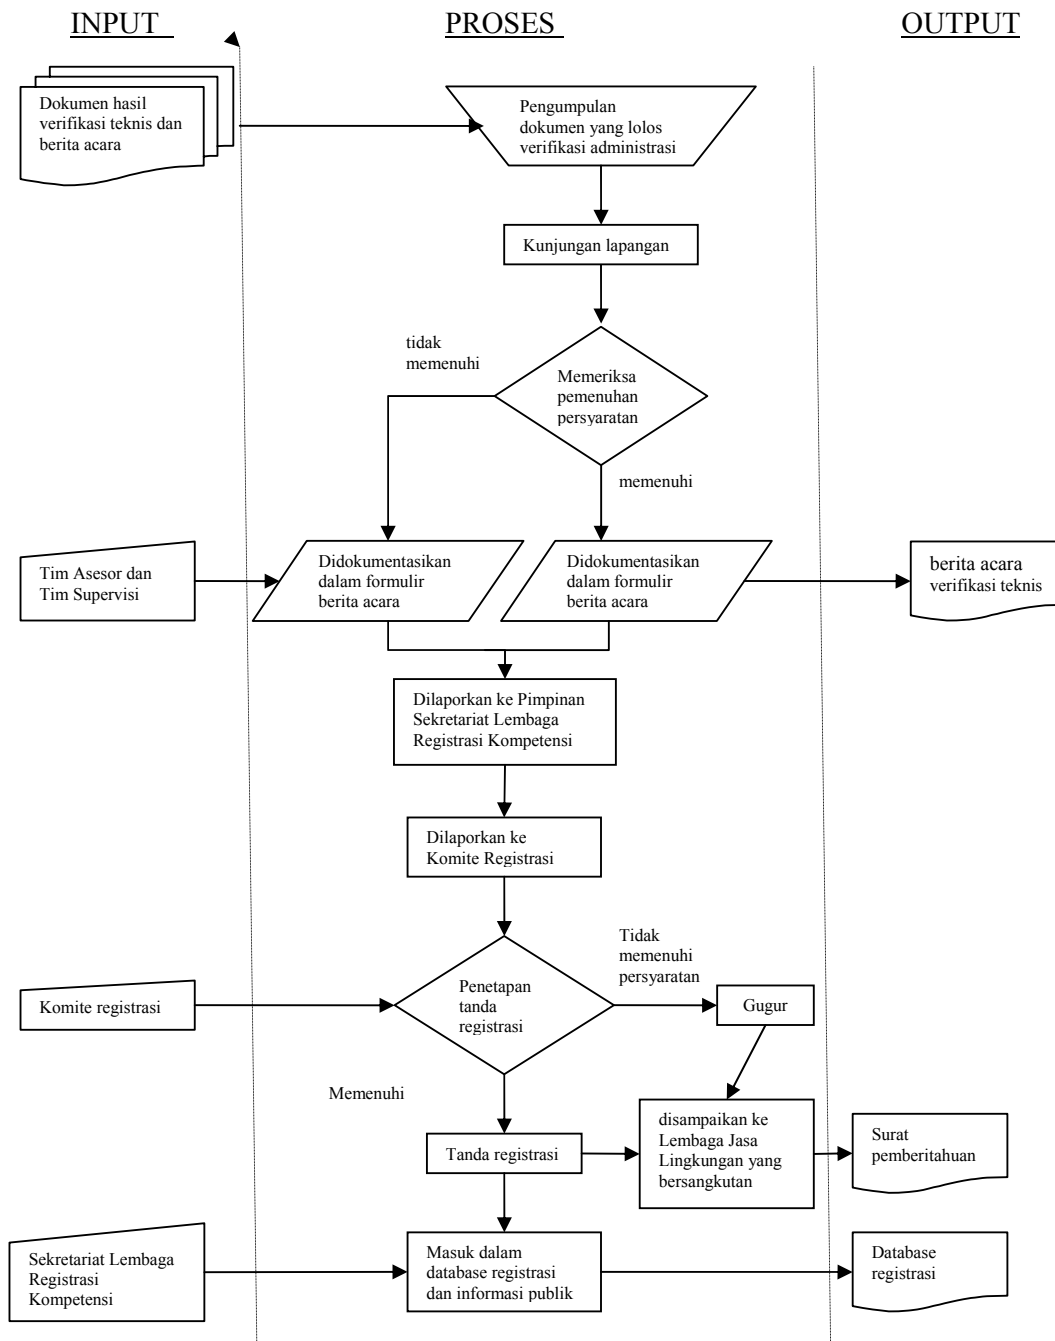 INPUT
PROSES
OUTPUT
Dokumen hasil
verifikasi teknis dan
berita acara
Pengumpulan
dokumen yang lolos
verifikasi administrasi
Kunjungan lapangan
tidak
memenuhi
Memeriksa
pemenuhan
persyaratan
memenuhi
Tim Asesor dan
Tim Supervisi
Didokumentasikan
dalam formulir
berita acara
Didokumentasikan
dalam formulir
berita acara
berita acara
verifikasi teknis
Dilaporkan ke Pimpinan
Sekretariat Lembaga
Registrasi Kompetensi
Dilaporkan ke
Komite Registrasi
Tidak
memenuhi
persyaratan
Komite registrasi
Penetapan
tanda
registrasi
Gugur
Memenuhi
Tanda registrasi
disampaikan ke
Lembaga Jasa
Lingkungan yang
bersangkutan
Surat
pemberitahuan
Sekretariat Lembaga
Registrasi
Kompetensi
Masuk dalam
database registrasi
dan informasi publik
Database
registrasi